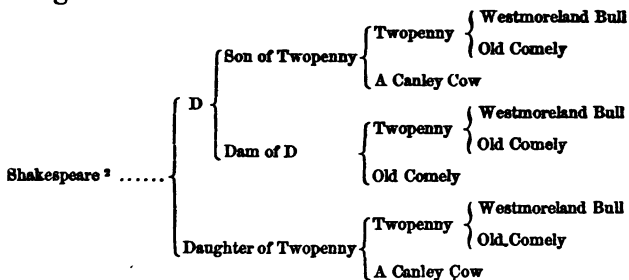 Westmoreland Bull
Twopenny
Old Comely
Son of Twopenny
A Canley Cow
D
Westmoreland Bull
Twopenny
Old Comely
Dam of D
Old Comely
Shakespeare ² ......
Westmoreland Bull
Twopenny
Old Comely
Daughter of Twopenny
A Canley Cow